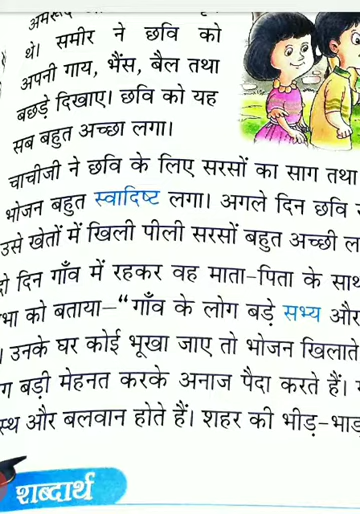 अमरूद
थे। समीर ने छवि को
अपनी गाय, भैंस, बैल तथा
बछड़े दिखाए। छवि को यह
सब बहुत अच्छा लगा।
चाचीजी ने छवि के लिए सरसों का साग तथा
भोजन बहुत स्वादिष्ट लगा। अगले दिन छवि
उसे खेतों में खिली पीली सरसों बहुत अच्छी
दिन गाँव में रहकर वह माता-पिता के साथ
को बताया– “गाँव के लोग बड़े सभ्य और
उनके घर कोई भूखा जाए तो भोजन खिलाते
बड़ी मेहनत करके अनाज पैदा करते हैं।
और बलवान होते हैं। शहर की भीड़-भाड़
शब्दार्थ